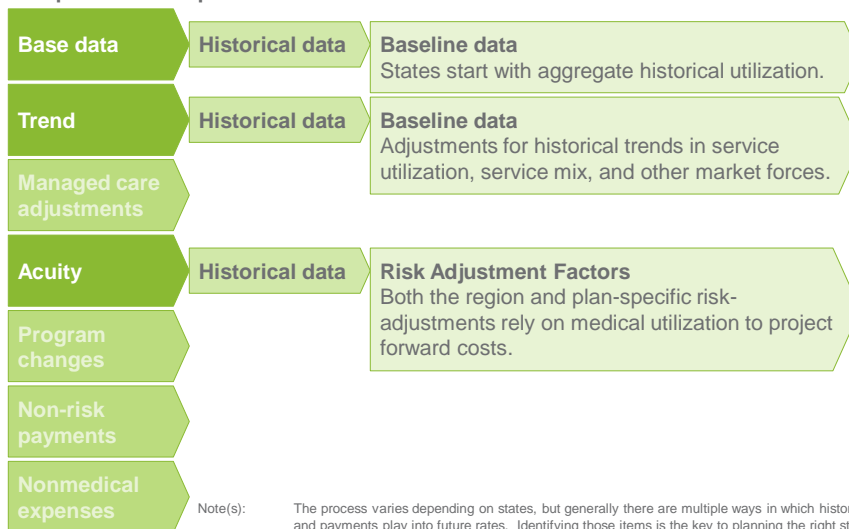 Base data
Historical data
Baseline data
States start with aggregate historical utilization.
Trend
Historical data
Baseline data
Adjustments for historical trends in service
utilization, service mix, and other market forces.
Managed care
adjustments
Acuity
Historical data
Risk Adjustment Factors
Both the region and plan-specific risk-
adjustments rely on medical utilization to project
forward costs.
Program
changes
Non-risk
payments
Nonmedical
expenses
Note(s):
The process varies depending on states, but generally there are multiple ways in which
and payments play into future rates. Identifying those items is the key to planning the right